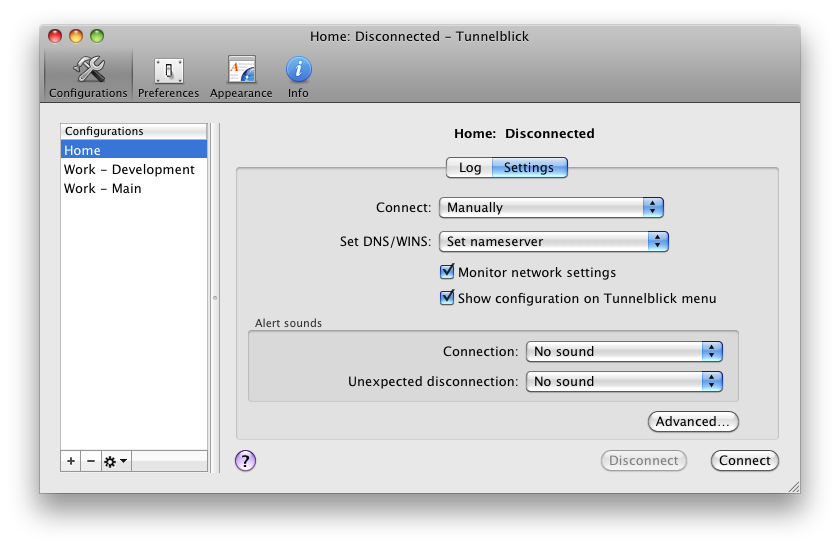 Home: Disconnected – Tunnelblick
Configurations Preferences Appearance Info
Configurations
Home
Work – Development
Work – Main
Home: Disconnected
Log Settings
Connect: Manually
Set DNS/WINS: Set nameserver
Monitor network settings
Show configuration on Tunnelblick menu
Alert sounds
Connection: No sound
Unexpected disconnection: No sound
Advanced...
+ − ? Disconnect Connect